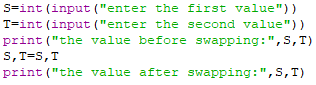 S=int(input("enter the first value"))
T=int(input("enter the second value"))
print("the value before swapping:",S,T)
S,T=S,T
print("the value after swapping:",S,T)